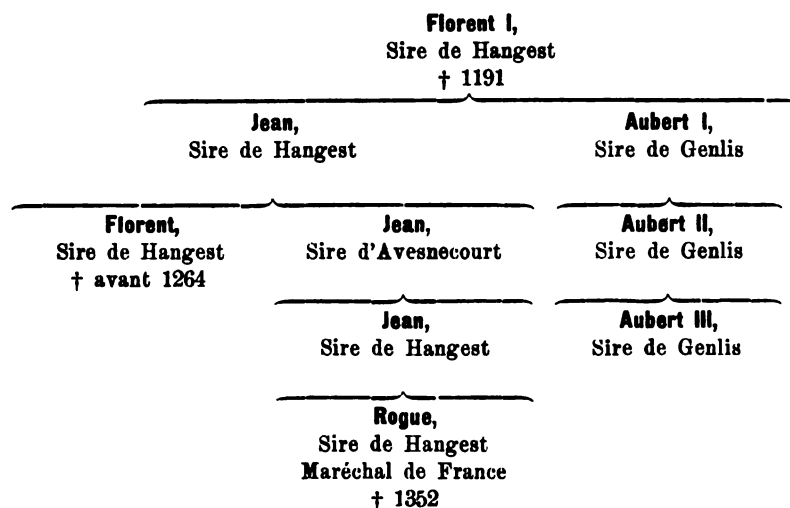 Florent I,
Sire de Hangest
† 1191
Jean,
Sire de Hangest
Aubert I,
Sire de Genlis
Florent,
Sire de Hangest
† avant 1264
Jean,
Sire d'Avesnecourt
Aubert II,
Sire de Genlis
Jean,
Sire de Hangest
Aubert III,
Sire de Genlis
Rogue,
Sire de Hangest
Maréchal de France
† 1352